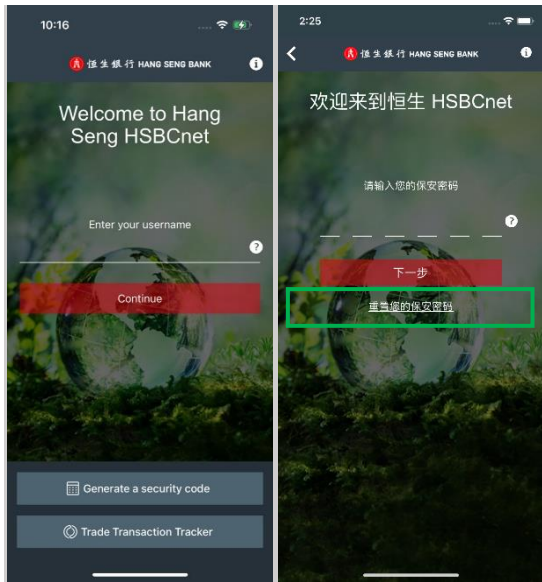 10:16
恒生銀行 HANG SENG BANK
Welcome to Hang
Seng HSBCnet
Enter your username
?
Continue
Generate a security code
Trade Transaction Tracker
2:25
恒生銀行 HANG SENG BANK
欢迎来到恒生 HSBCnet
请输入您的保安密码
?
下一步
重置您的保安密码